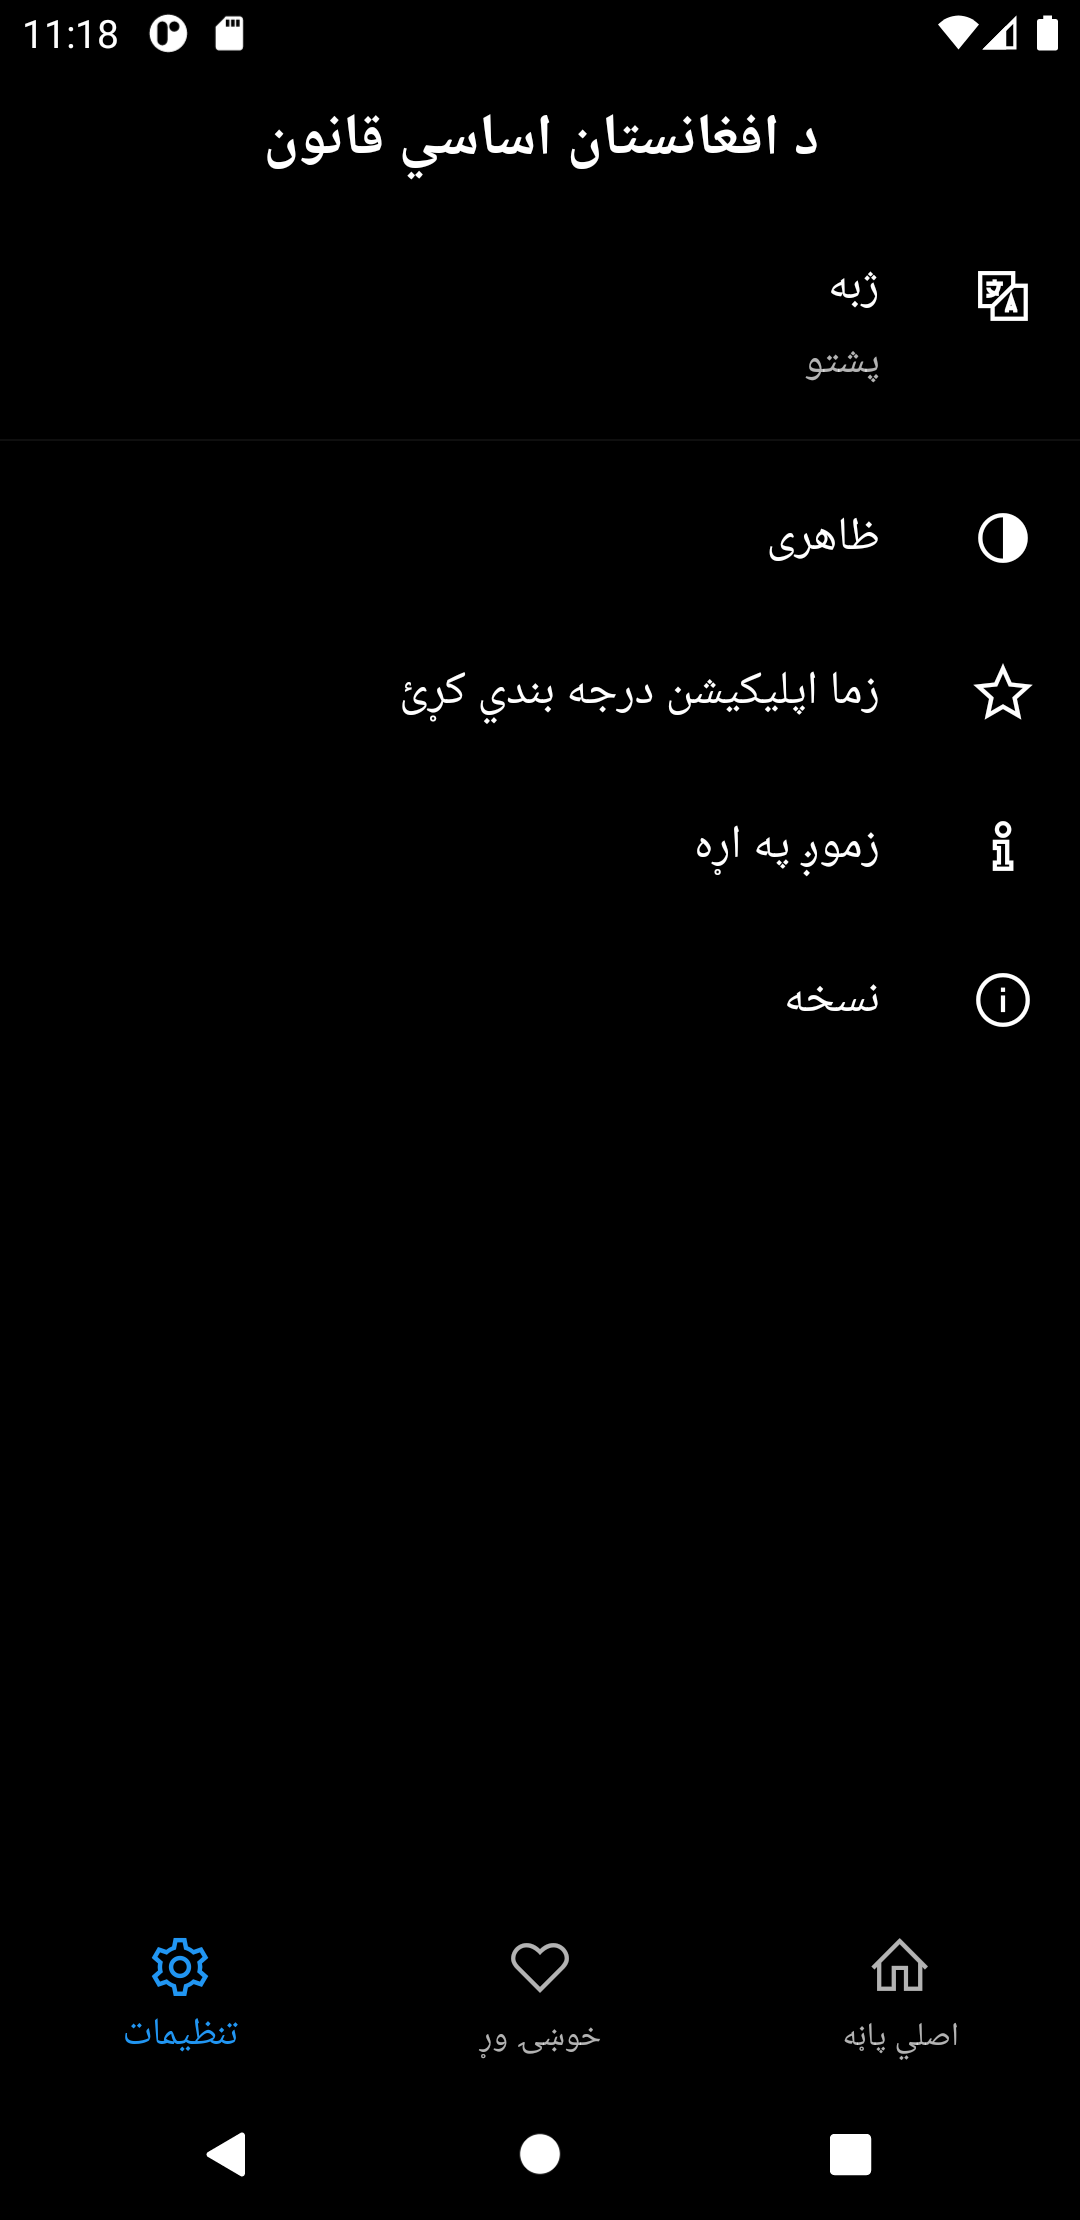 11:18
د افغانستان اساسي قانون
ژبه
پشتو
ظاهری
زما اپلیکیشن درجه بندي کړئ
زموږ په اړه
نسخه
اصلي پاڼه
خوښۍ وړ
تنظیمات